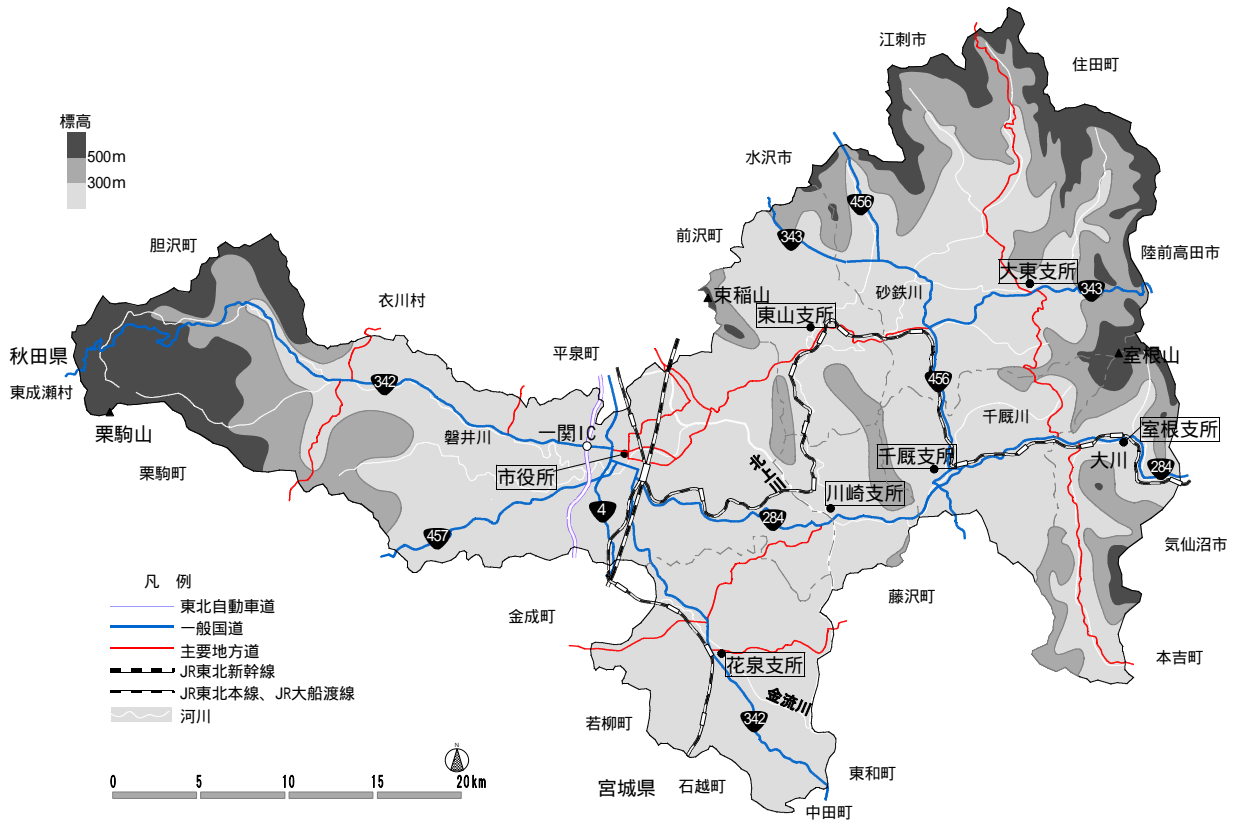 江刺市
住田町
標高
500m
300m
水沢市
456
343
前沢町
胆沢町
陸前高田市
大東支所
343
束稲山
砂鉄川
東山支所
衣川村
平泉町
秋田県
東成瀬村
室根山
342
456
栗駒山
磐井川
一関IC
千厩川
室根支所
大川
栗駒町
市役所
北上川
千厩支所
284
川崎支所
4
284
457
気仙沼市
凡 例
東北自動車道
一般国道
主要地方道
JR東北新幹線
JR東北本線、JR大船渡線
河川
金成町
藤沢町
本吉町
花泉支所
金流川
若柳町
342
N
0 5 10 15 20km
宮城県
石越町
東和町
中田町